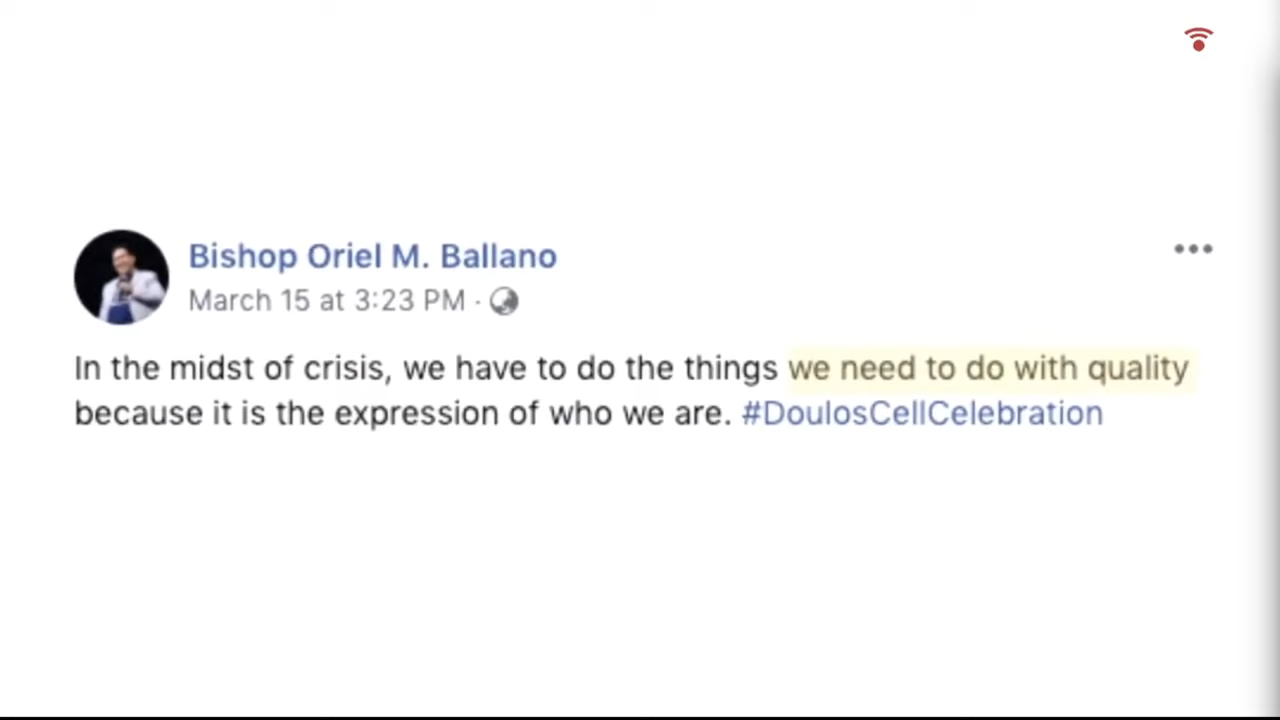 Bishop Oriel M. Ballano
March 15 at 3:23 PM ·
In the midst of crisis, we have to do the things we need to do with quality
because it is the expression of who we are. #DoulosCellCelebration